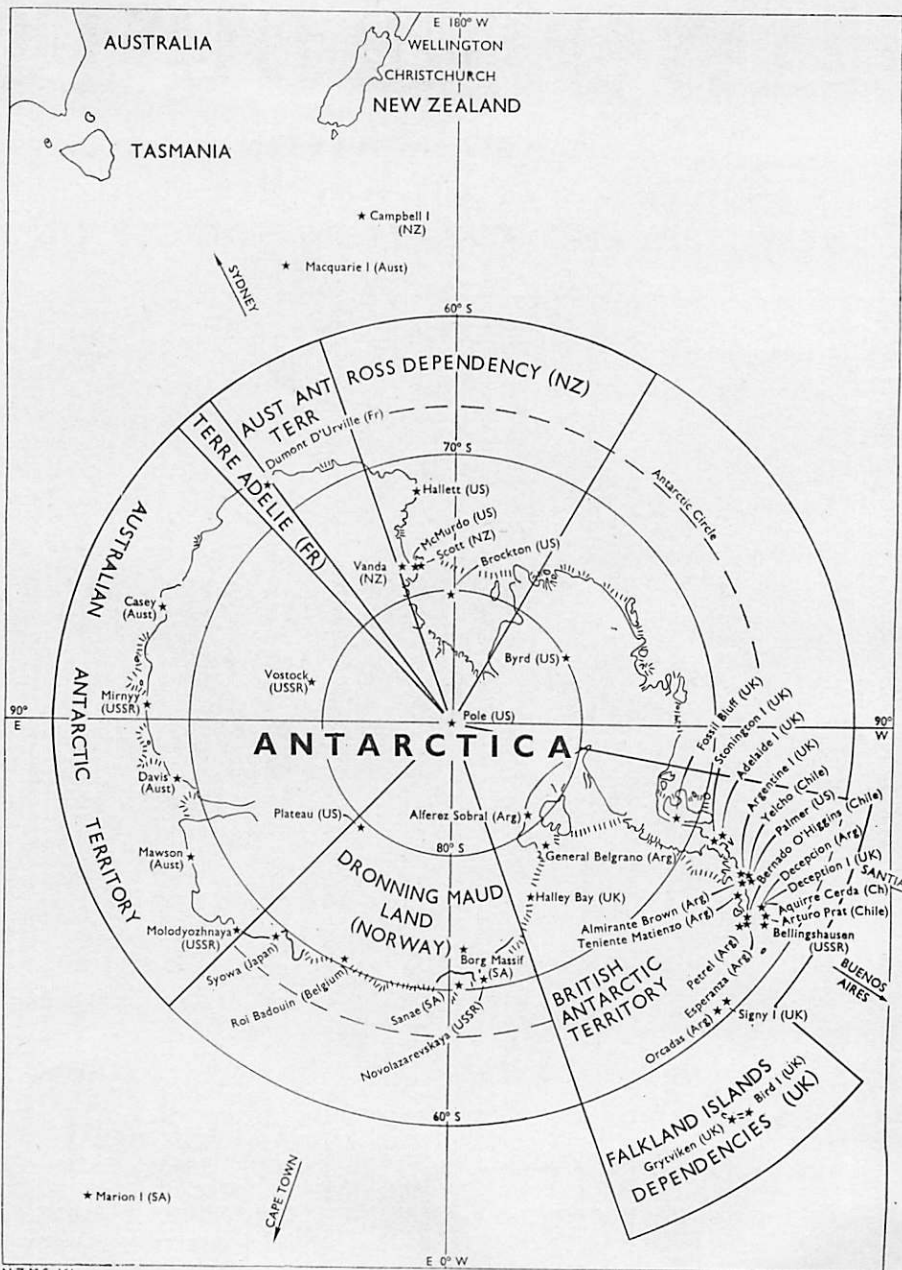 E 180° W
AUSTRALIA
WELLINGTON
CHRISTCHURCH
NEW ZEALAND
TASMANIA
Campbell I
(NZ)
Macquarie I (Aust)
SYDNEY
60° S
ROSS DEPENDENCY (NZ)
AUST ANT
TERR
TERRE ADELIE (FR)
Dumont D'Urville (Fr)
70° S
Antarctic Circle
Hallett (US)
McMurdo (US)
Scott (NZ)
Vanda
(NZ)
Brockton (US)
AUSTRALIAN
ANTARCTIC
TERRITORY
Casey
(Aust)
Byrd (US)
Vostock
(USSR)
Mirnyy
(USSR)
90°
E
Pole (US)
90°
W
ANTARCTICA
Fossil Bluff (UK)
Stonington I (UK)
Adelaide I (UK)
Argentine I (UK)
Yelcho (Chile)
Palmer (US)
Bernado O'Higgins (Chile)
Decepcion (Arg)
Deception I (UK)
SANTIA
Aquirre Cerda (Ch)
Arturo Prat (Chile)
Bellingshausen
(USSR)
Davis
(Aust)
Plateau (US)
Alferez Sobral (Arg)
80° S
General Belgrano (Arg)
Mawson
(Aust)
DRONNING MAUD
LAND
(NORWAY)
Halley Bay (UK)
Almirante Brown (Arg)
Teniente Matienzo (Arg)
Molodyozhnaya
(USSR)
Syowa (Japan)
Roi Badouin (Belgium)
Borg Massif
(SA)
Sanae (SA)
Novolazarevskaya (USSR)
BRITISH
ANTARCTIC
TERRITORY
Petrel (Arg)
Esperanza (Arg)
Orcadas (Arg)
Signy I (UK)
BUENOS
AIRES
60° S
FALKLAND ISLANDS
Grytviken (UK)
Bird I (UK)
DEPENDENCIES (UK)
Marion I (SA)
CAPE TOWN
E 0° W